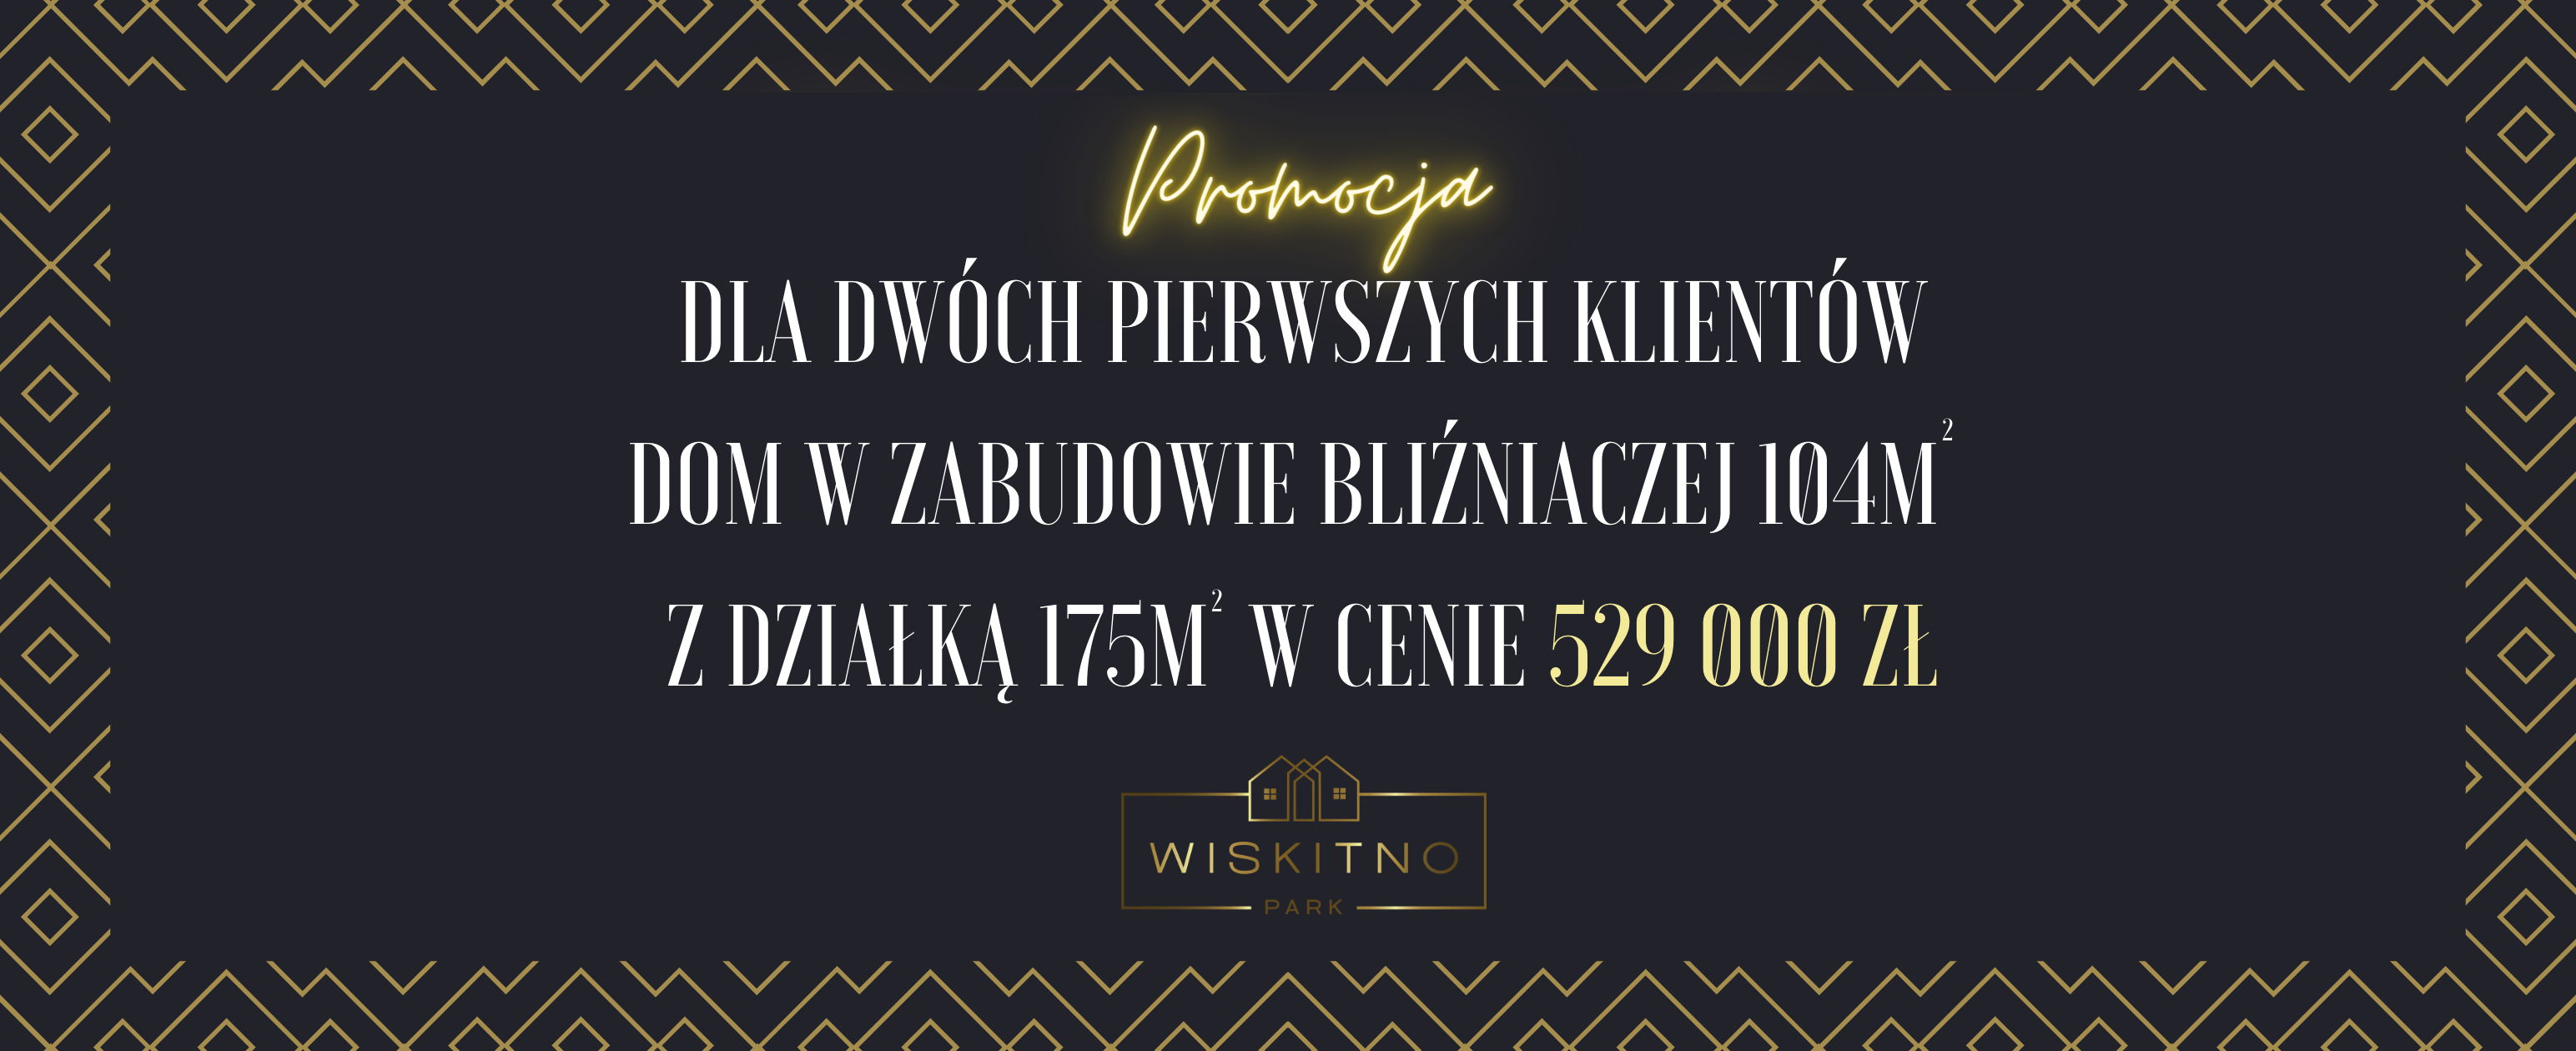 Promocja
DLA DWÓCH PIERWSZYCH KLIENTÓW
DOM W ZABUDOWIE BLIŹNIACZEJ 104M²
Z DZIAŁKĄ 175M² W CENIE 529 000 ZŁ
WISKITNO
PARK